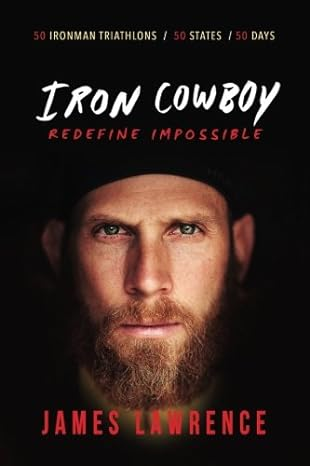 50 IRONMAN TRIATHLONS / 50 STATES / 50 DAYS
IRON COWBOY
REDEFINE IMPOSSIBLE
JAMES LAWRENCE